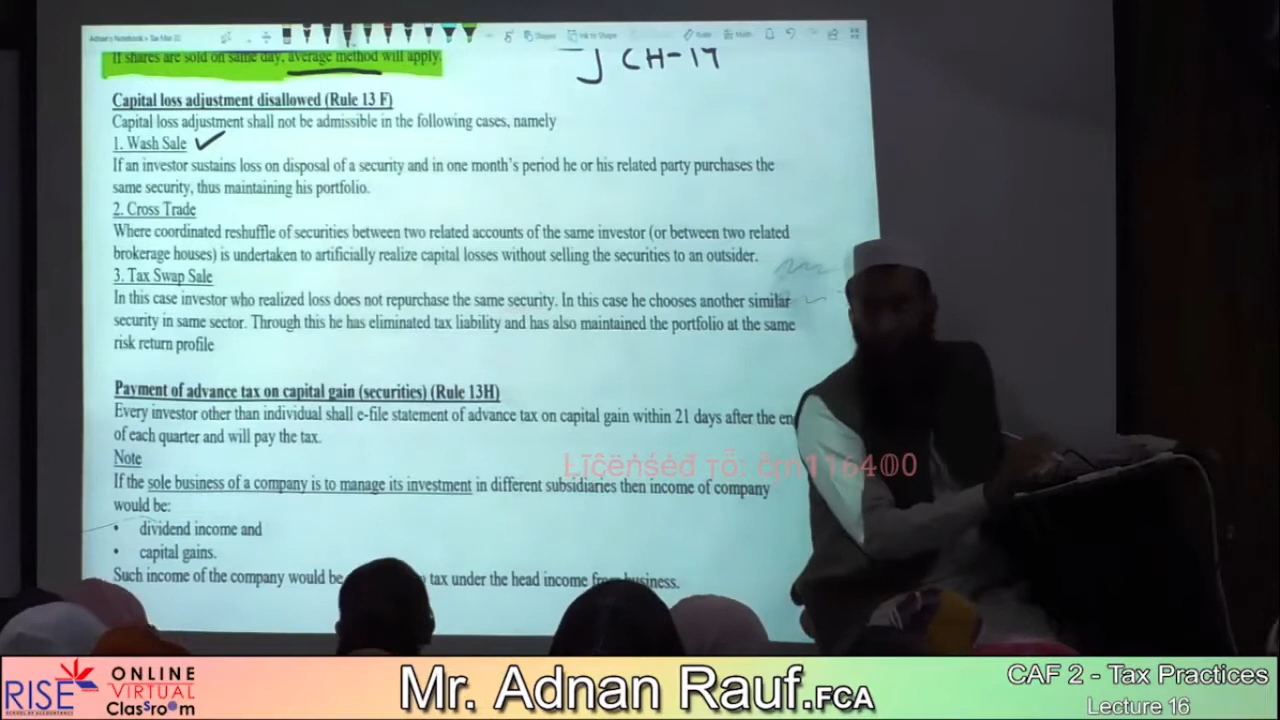 Adnan's Notebook » Tax Mar 22
If shares are sold on same day, average method will apply.
CH-17
Capital loss adjustment disallowed (Rule 13 F)
Capital loss adjustment shall not be admissible in the following cases, namely
1. Wash Sale
If an investor sustains loss on disposal of a security and in one month's period he or his related party purchases the
same security, thus maintaining his portfolio.
2. Cross Trade
Where coordinated reshuffle of securities between two related accounts of the same investor (or between two related
brokerage houses) is undertaken to artificially realize capital losses without selling the securities to an outsider.
3. Tax Swap Sale
In this case investor who realized loss does not repurchase the same security. In this case he chooses another similar
security in same sector. Through this he has eliminated tax liability and has also maintained the portfolio at the same
risk return profile
Payment of advance tax on capital gain (securities) (Rule 13H)
Every investor other than individual shall e-file statement of advance tax on capital gain within 21 days after the en
of each quarter and will pay the tax.
Note
If the sole business of a company is to manage its investment in different subsidiaries then income of company
would be:
• dividend income and
• capital gains.
Such income of the company would be tax under the head income from business.
RISE
SCHOOL OF ACCOUNTANCY
ONLINE
VIRTUAL
Classroom
Mr. Adnan Rauf.FCA
CAF 2 - Tax Practices
Lecture 16